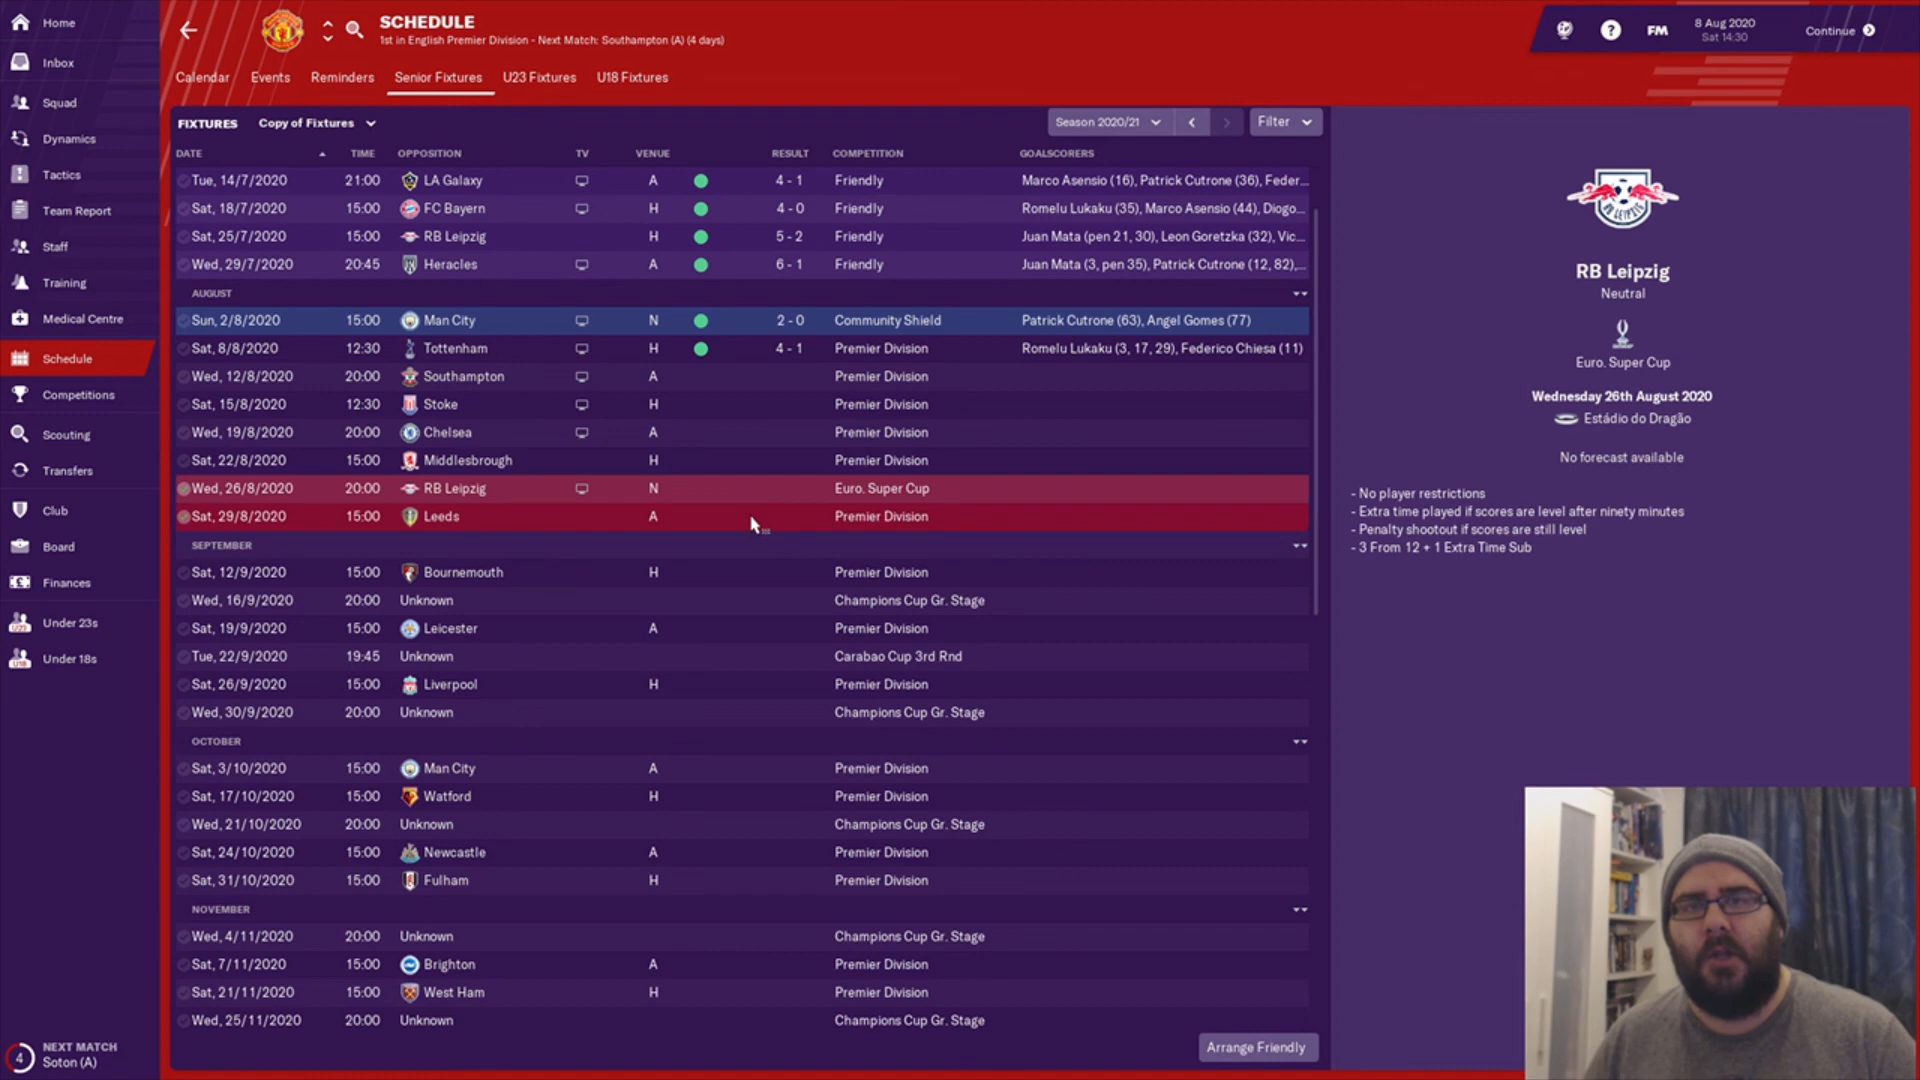 Home
Inbox
Squad
Dynamics
Tactics
Team Report
Staff
Training
Medical Centre
Schedule
Competitions
Scouting
Transfers
Club
Board
Finances
Under 23s
Under 18s
4 NEXT MATCH
Soton (A)
SCHEDULE
1st in English Premier Division - Next Match: Southampton (A) (4 days)
? FM 8 Aug 2020 Continue
Sat 14:30
Calendar Events Reminders Senior Fixtures U23 Fixtures U18 Fixtures
FIXTURES Copy of Fixtures Season 2020/21 Filter
DATE TIME OPPOSITION TV VENUE RESULT COMPETITION GOALSCORERS
Tue, 14/7/2020 21:00 LA Galaxy A 4 - 1 Friendly Marco Asensio (16), Patrick Cutrone (36), Feder...
Sat, 18/7/2020 15:00 FC Bayern H 4 - 0 Friendly Romelu Lukaku (35), Marco Asensio (44), Diogo...
Sat, 25/7/2020 15:00 RB Leipzig H 5 - 2 Friendly Juan Mata (pen 21, 30), Leon Goretzka (32), Vic...
Wed, 29/7/2020 20:45 Heracles A 6 - 1 Friendly Juan Mata (3, pen 35), Patrick Cutrone (12, 82),...
AUGUST
Sun, 2/8/2020 15:00 Man City N 2 - 0 Community Shield Patrick Cutrone (63), Angel Gomes (77)
Sat, 8/8/2020 12:30 Tottenham H 4 - 1 Premier Division Romelu Lukaku (3, 17, 29), Federico Chiesa (11)
Wed, 12/8/2020 20:00 Southampton A Premier Division
Sat, 15/8/2020 12:30 Stoke H Premier Division
Wed, 19/8/2020 20:00 Chelsea A Premier Division
Sat, 22/8/2020 15:00 Middlesbrough H Premier Division
Wed, 26/8/2020 20:00 RB Leipzig N Euro. Super Cup
Sat, 29/8/2020 15:00 Leeds A Premier Division
SEPTEMBER
Sat, 12/9/2020 15:00 Bournemouth H Premier Division
Wed, 16/9/2020 20:00 Unknown Champions Cup Gr. Stage
Sat, 19/9/2020 15:00 Leicester A Premier Division
Tue, 22/9/2020 19:45 Unknown Carabao Cup 3rd Rnd
Sat, 26/9/2020 15:00 Liverpool H Premier Division
Wed, 30/9/2020 20:00 Unknown Champions Cup Gr. Stage
OCTOBER
Sat, 3/10/2020 15:00 Man City A Premier Division
Sat, 17/10/2020 15:00 Watford H Premier Division
Wed, 21/10/2020 20:00 Unknown Champions Cup Gr. Stage
Sat, 24/10/2020 15:00 Newcastle A Premier Division
Sat, 31/10/2020 15:00 Fulham H Premier Division
NOVEMBER
Wed, 4/11/2020 20:00 Unknown Champions Cup Gr. Stage
Sat, 7/11/2020 15:00 Brighton A Premier Division
Sat, 21/11/2020 15:00 West Ham H Premier Division
Wed, 25/11/2020 20:00 Unknown Champions Cup Gr. Stage
Arrange Friendly
RB Leipzig
Neutral
Euro. Super Cup
Wednesday 26th August 2020
Estádio do Dragão
No forecast available
- No player restrictions
- Extra time played if scores are level after ninety minutes
- Penalty shootout if scores are still level
- 3 From 12 + 1 Extra Time Sub